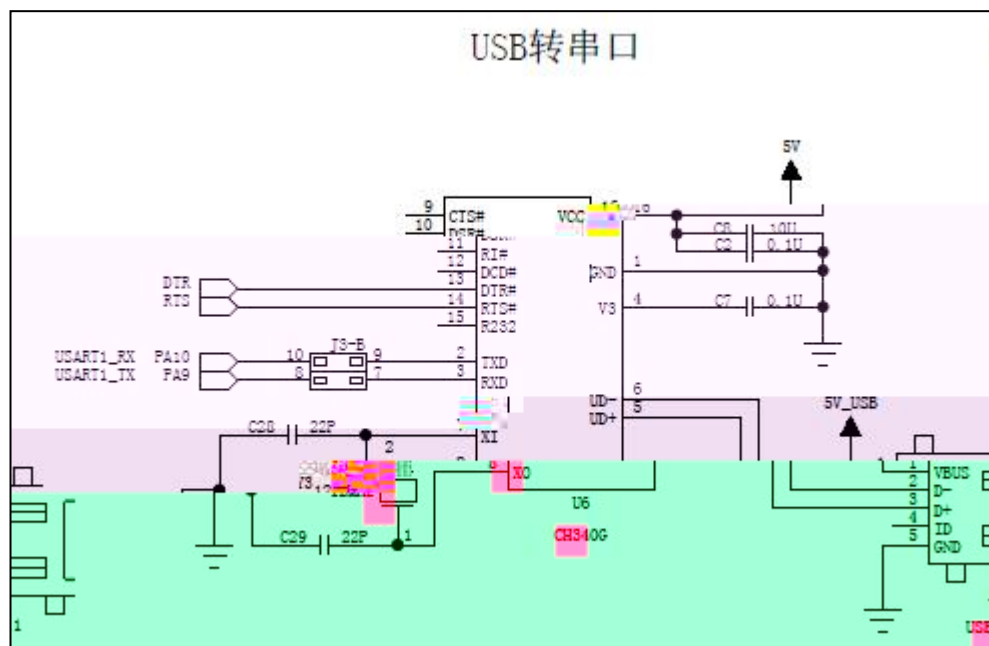 USB转串口
5V
9 CTS# VCC
10
C8 10U
11 C2 0.1U
RI#
12 DCD# GND 1
13
DTR DTR#
14
RTS RTS# V3 4 C7 0.1U
15 R232
J3-B
USART1_RX PA10 10 9 2 TXD
USART1_TX PA9 8 7 3 RXD
UD- 6
UD+ 5
5V_USB
C28 22P XI
2
XO
1 VBUS
2 D-
3 D+
4 ID
5 GND
U6
C29 22P 1 CH340G
1